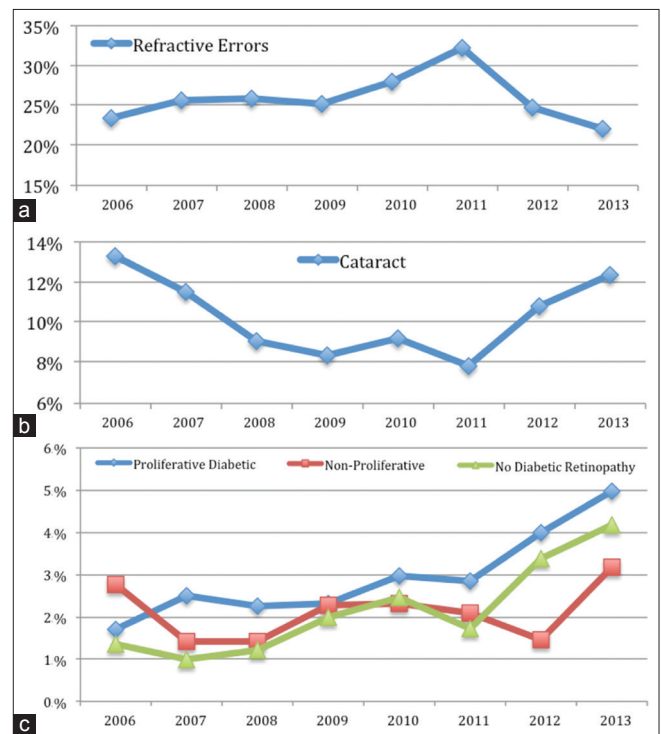 35%
Refractive Errors
30%
25%
20%
15%
2006 2007 2008 2009 2010 2011 2012 2013
a
14%
Cataract
12%
10%
8%
6%
2006 2007 2008 2009 2010 2011 2012 2013
b
6%
Proliferative Diabetic Non-Proliferative No Diabetic Retinopathy
5%
4%
3%
2%
1%
0%
2006 2007 2008 2009 2010 2011 2012 2013
c